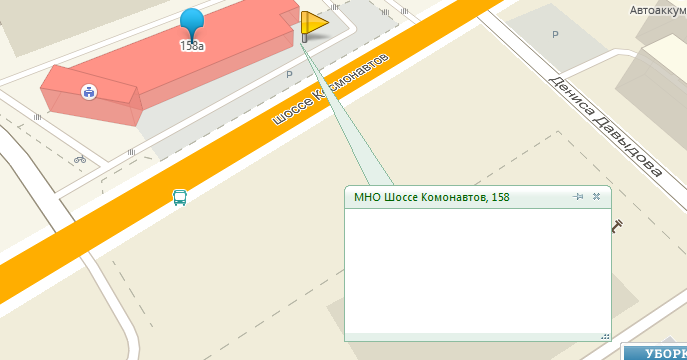 Автоаккум
158а
P
P
шоссе Космонавтов
Дениса Давыдова
МНО Шоссе Комонавтов, 158
УБОРК